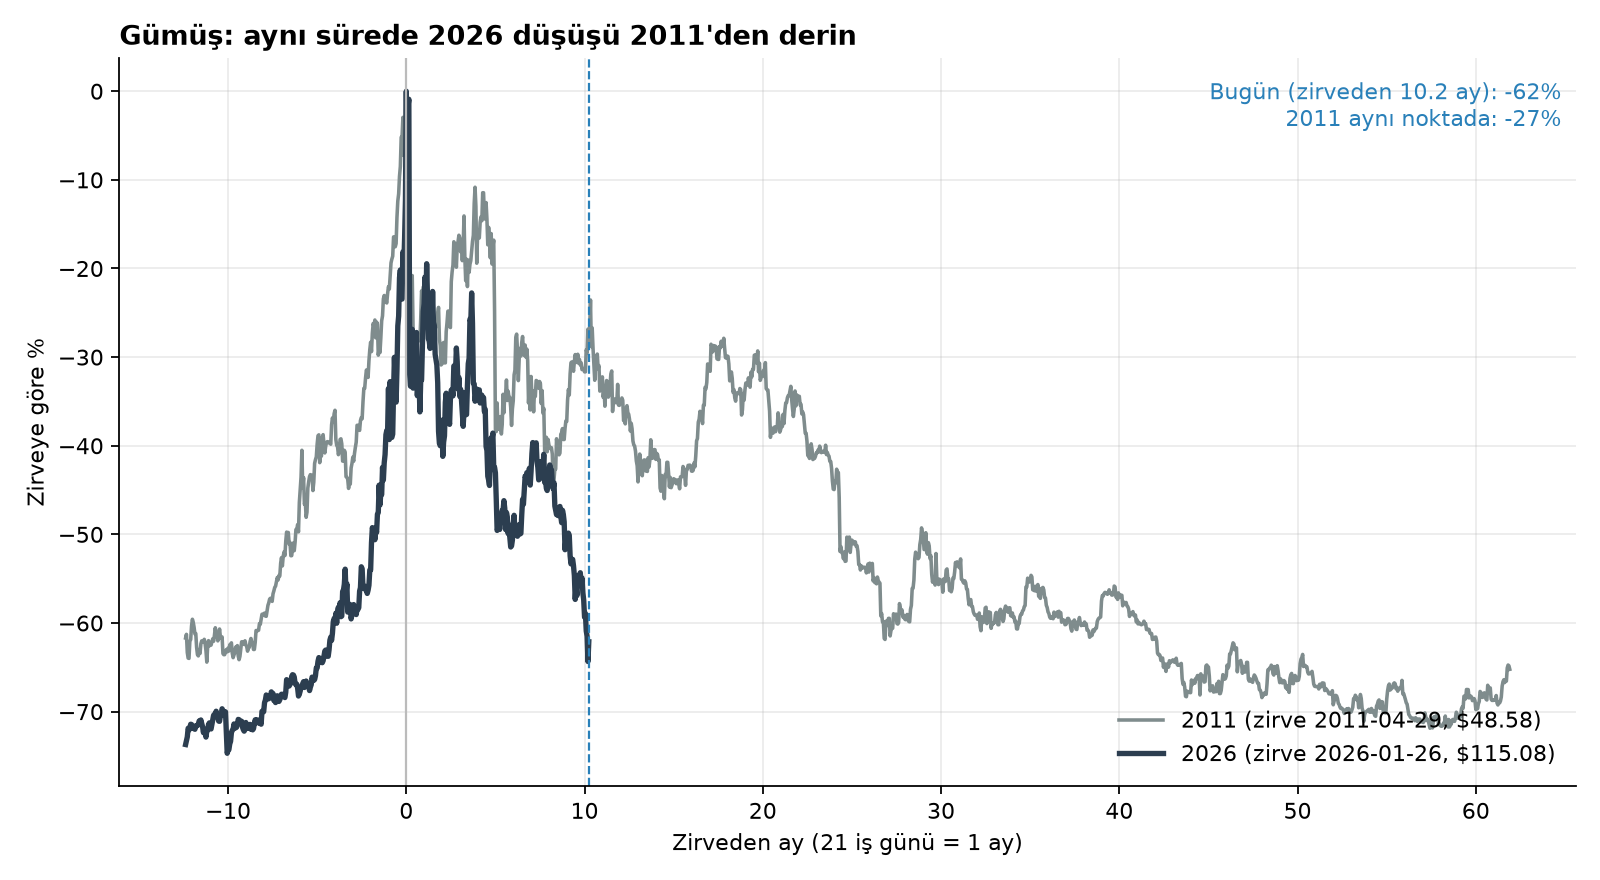 Gümüş: aynı sürede 2026 düşüşü 2011'den derin
Bugün (zirveden 10.2 ay): -62%
2011 aynı noktada: -27%
Zirveye göre %
0
−10
−20
−30
−40
−50
−60
−70
2011 (zirve 2011-04-29, $48.58)
2026 (zirve 2026-01-26, $115.08)
−10
0
10
20
30
40
50
60
Zirveden ay (21 iş günü = 1 ay)